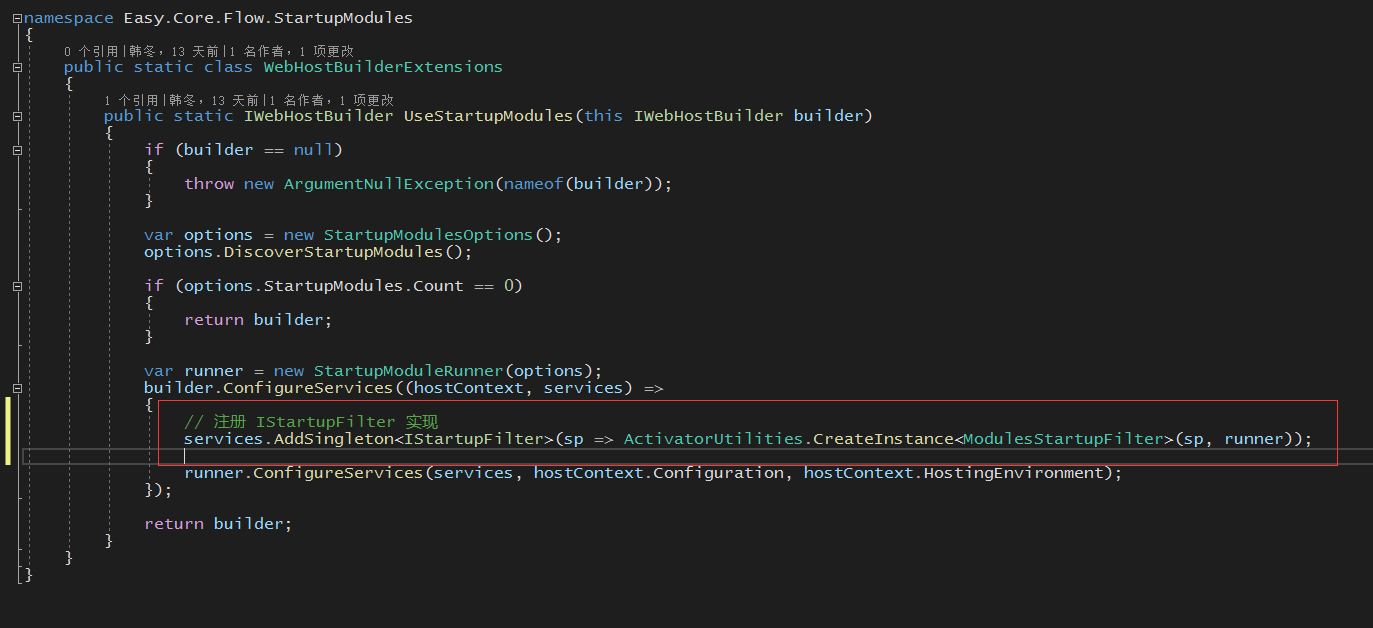 namespace Easy.Core.Flow.StartupModules
{
0 个引用|韩冬，13 天前|1 名作者，1 项更改
public static class WebHostBuilderExtensions
{
1 个引用|韩冬，13 天前|1 名作者，1 项更改
public static IWebHostBuilder UseStartupModules(this IWebHostBuilder builder)
{
if (builder == null)
{
throw new ArgumentNullException(nameof(builder));
}
var options = new StartupModulesOptions();
options.DiscoverStartupModules();
if (options.StartupModules.Count == 0)
{
return builder;
}
var runner = new StartupModuleRunner(options);
builder.ConfigureServices((hostContext, services) =>
{
// 注册 IStartupFilter 实现
services.AddSingleton<IStartupFilter>(sp => ActivatorUtilities.CreateInstance<ModulesStartupFilter>(sp, runner));
runner.ConfigureServices(services, hostContext.Configuration, hostContext.HostingEnvironment);
});
return builder;
}
}
}